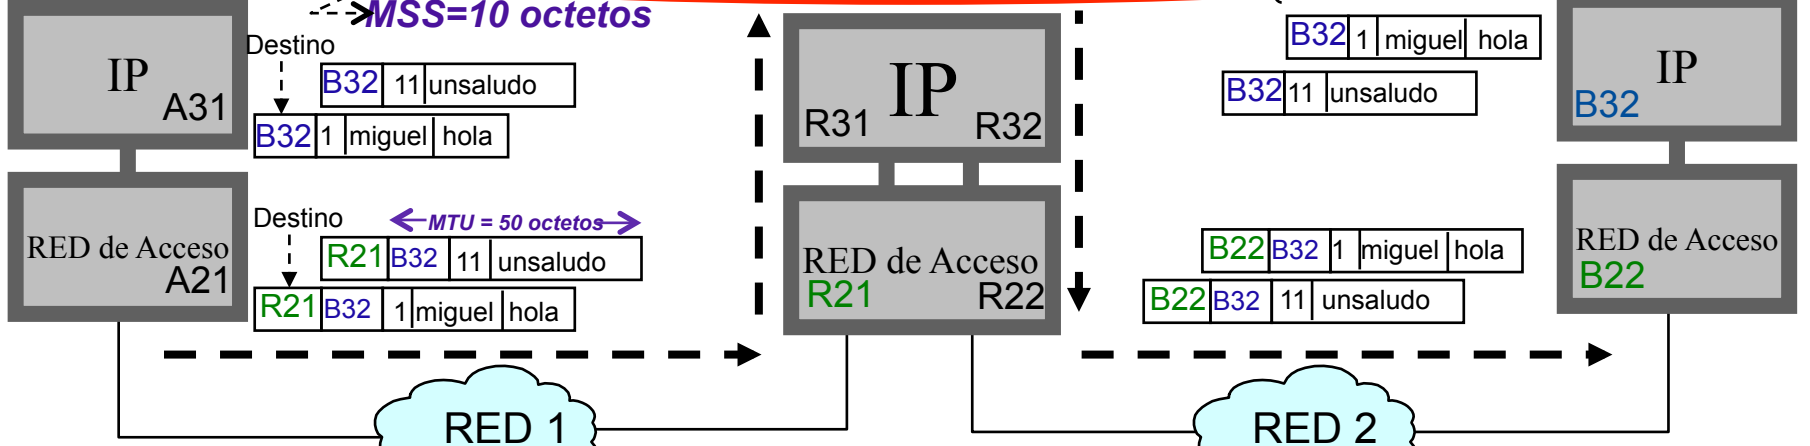 MSS=10 octetos
IP
A31
Destino
B32 11 unsaludo
B32 1 miguel hola
RED de Acceso
A21
Destino
MTU = 50 octetos
R21 B32 11 unsaludo
R21 B32 1 miguel hola
RED 1
IP
R31 R32
RED de Acceso
R21 R22
B32 1 miguel hola
B32 11 unsaludo
B22 B32 1 miguel hola
B22 B32 11 unsaludo
RED 2
IP
B32
RED de Acceso
B22